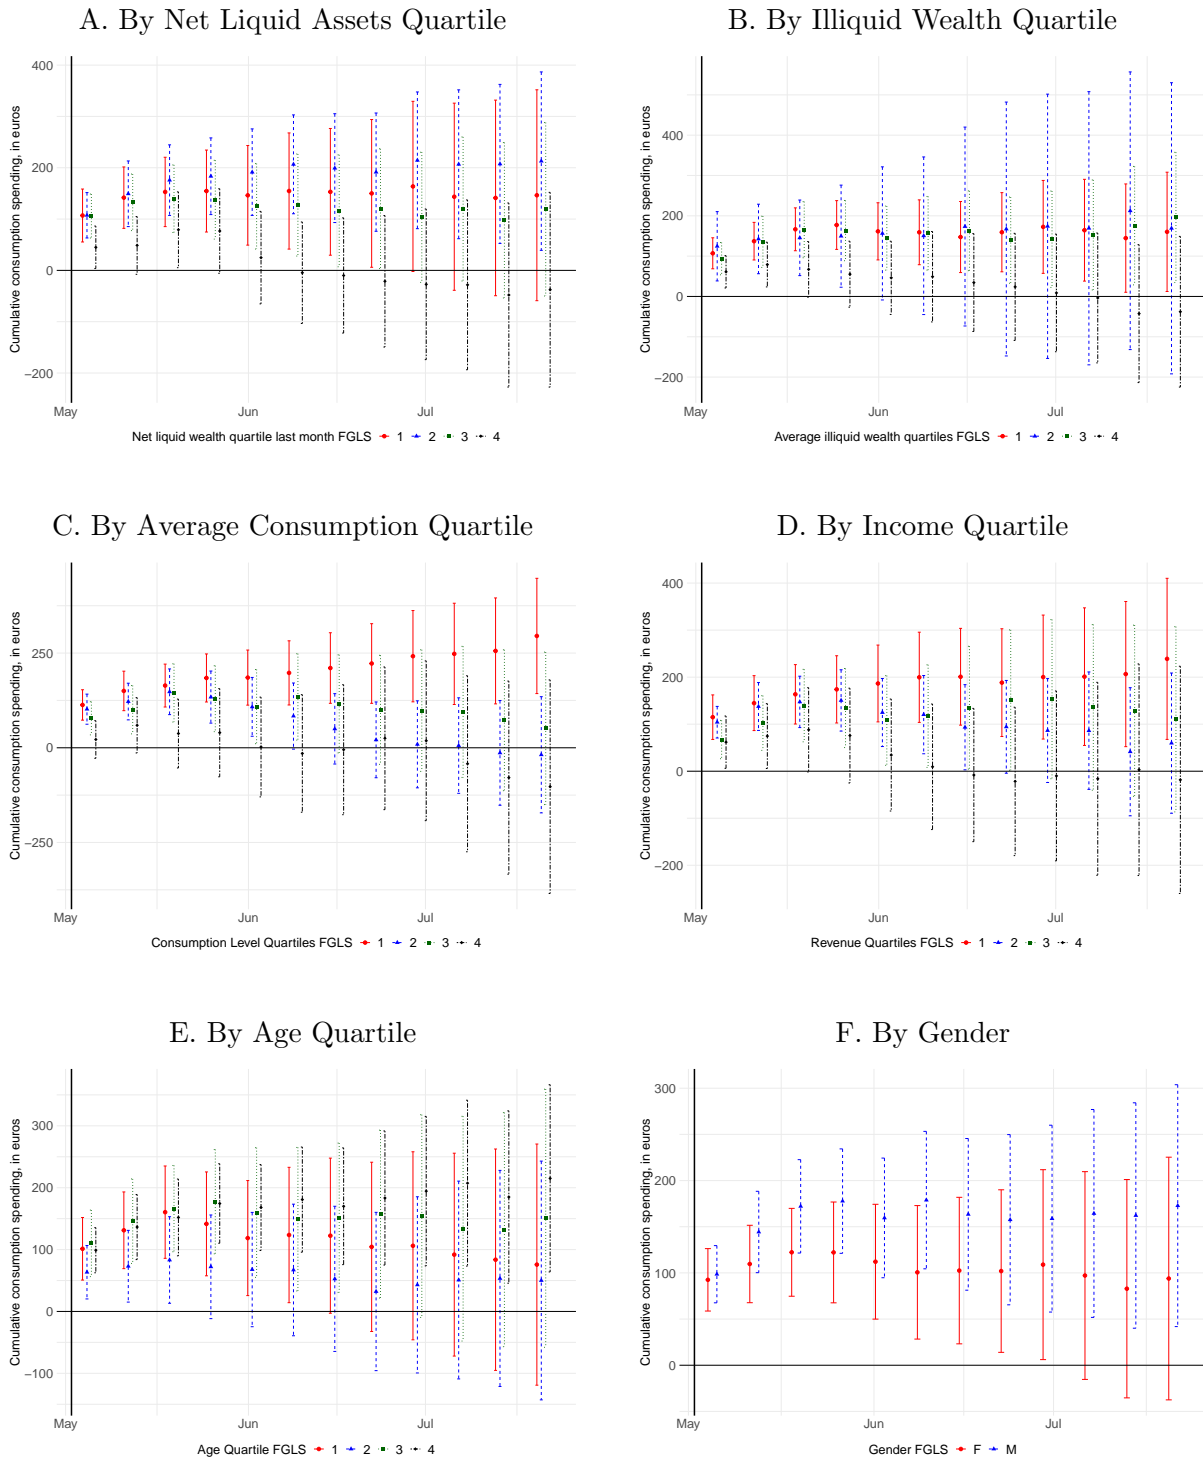 A. By Net Liquid Assets Quartile
Cumulative consumption spending, in euros
400
200
0
−200
May
Jun
Jul
Net liquid wealth quartile last month FGLS 1 2 3 4
B. By Illiquid Wealth Quartile
Cumulative consumption spending, in euros
400
200
0
−200
May
Jun
Jul
Average illiquid wealth quartiles FGLS 1 2 3 4
C. By Average Consumption Quartile
Cumulative consumption spending, in euros
250
0
−250
May
Jun
Jul
Consumption Level Quartiles FGLS 1 2 3 4
D. By Income Quartile
Cumulative consumption spending, in euros
400
200
0
−200
May
Jun
Jul
Revenue Quartiles FGLS 1 2 3 4
E. By Age Quartile
Cumulative consumption spending, in euros
300
200
100
0
−100
May
Jun
Jul
Age Quartile FGLS 1 2 3 4
F. By Gender
Cumulative consumption spending, in euros
300
200
100
0
May
Jun
Jul
Gender FGLS F M